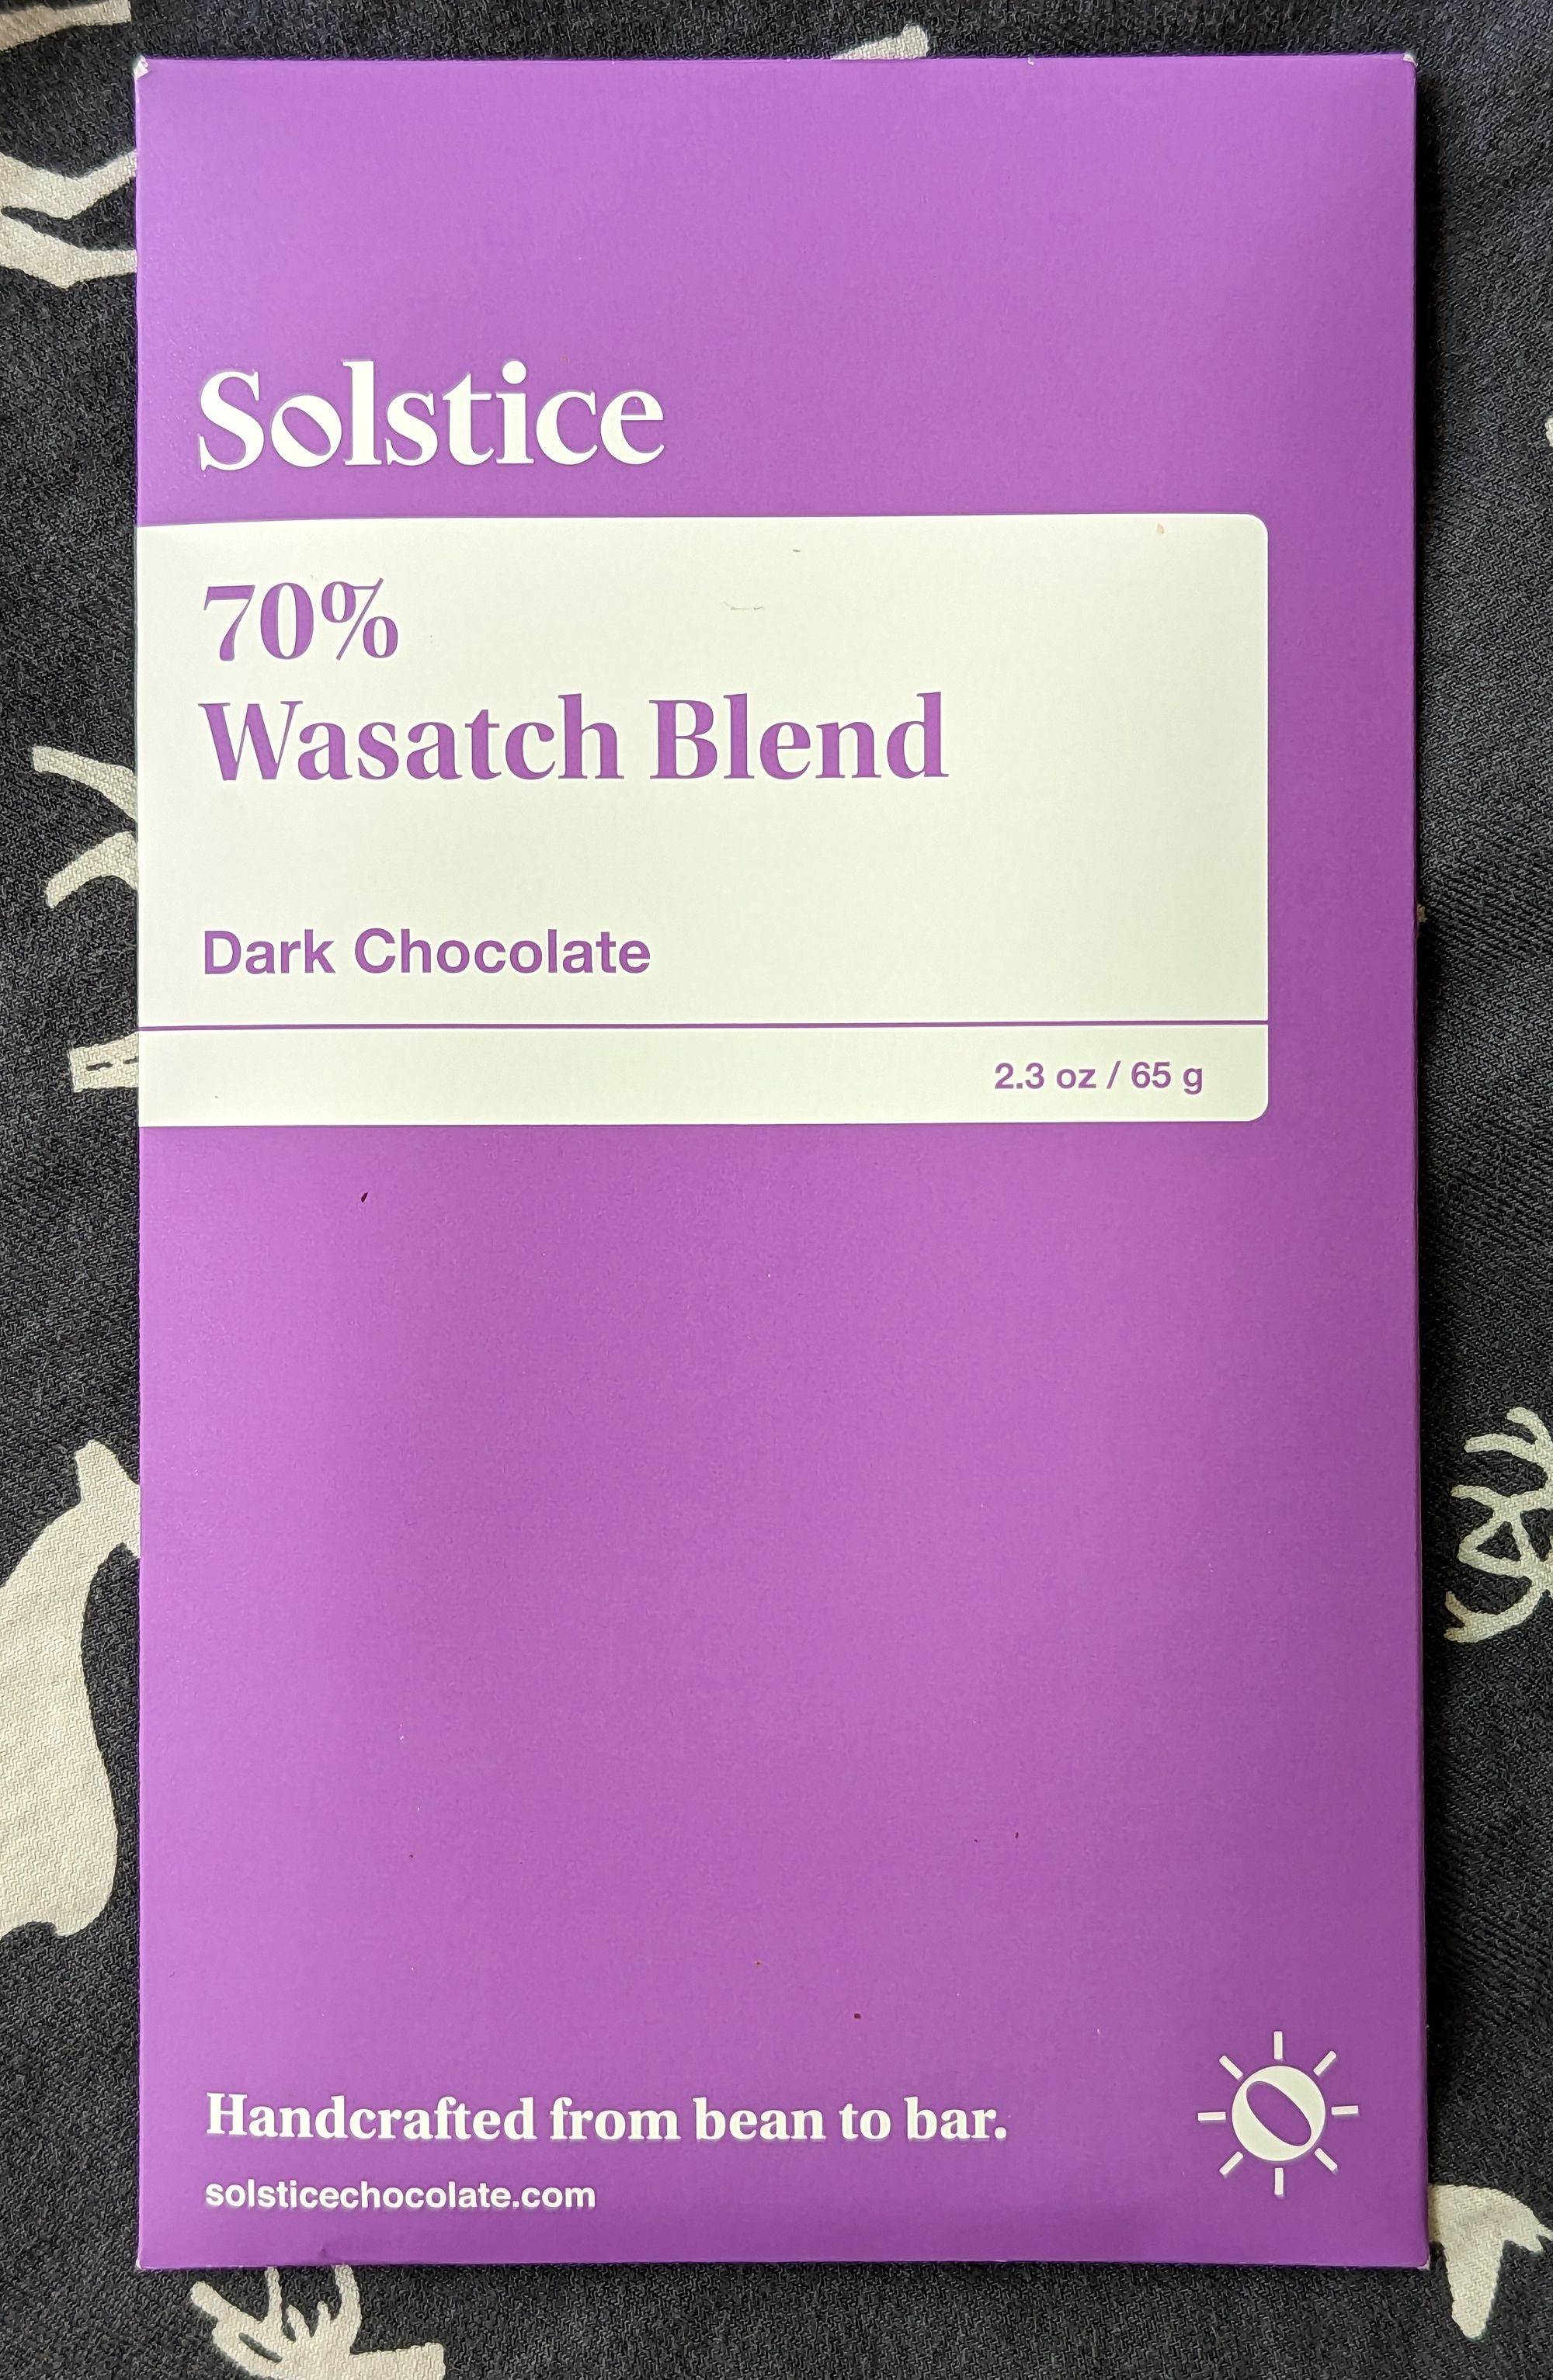 Solstice
70%
Wasatch Blend
Dark Chocolate
2.3 oz / 65 g
Handcrafted from bean to bar.
solsticechocolate.com